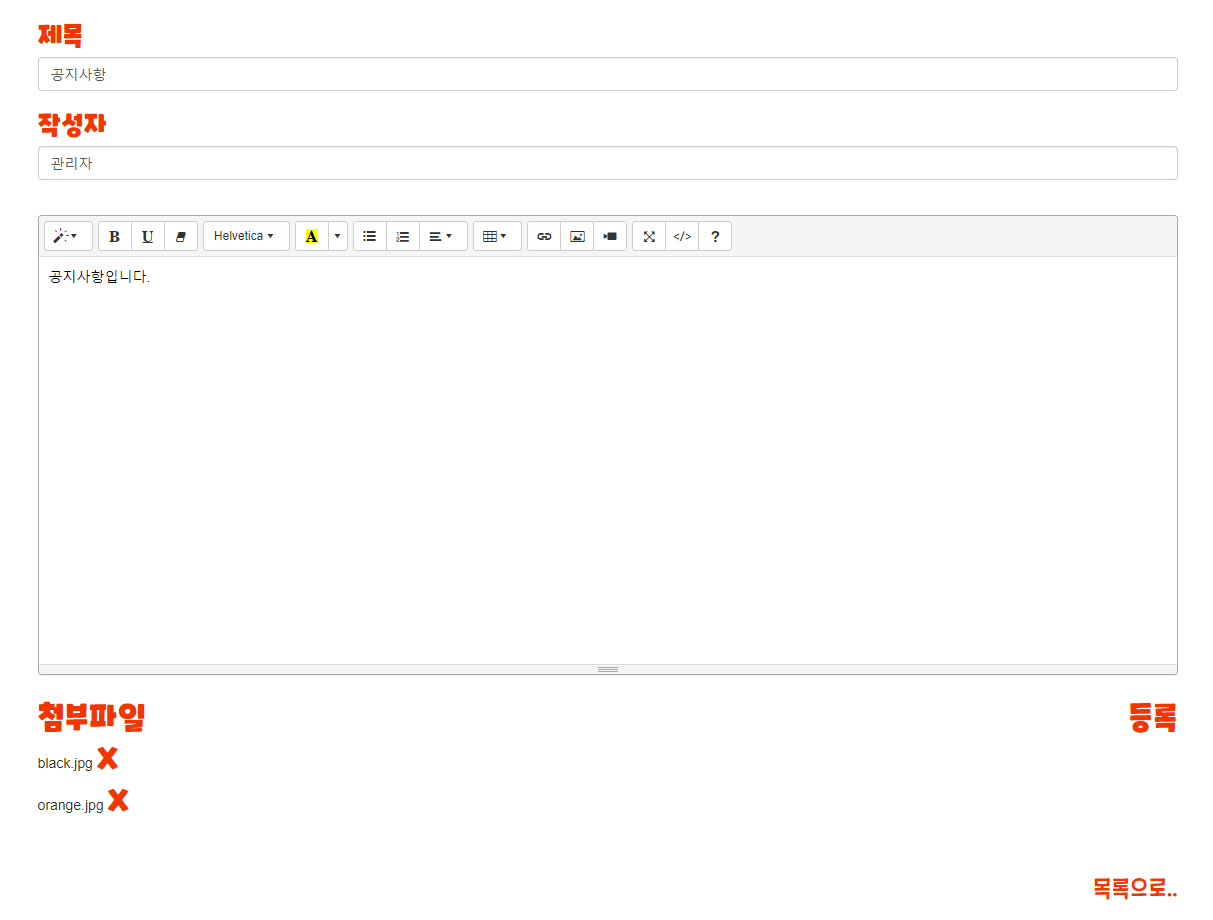 제목
공지사항
작성자
관리자
B U Helvetica A </> ?
공지사항입니다.
첨부파일 등록
black.jpg X
orange.jpg X
목록으로..